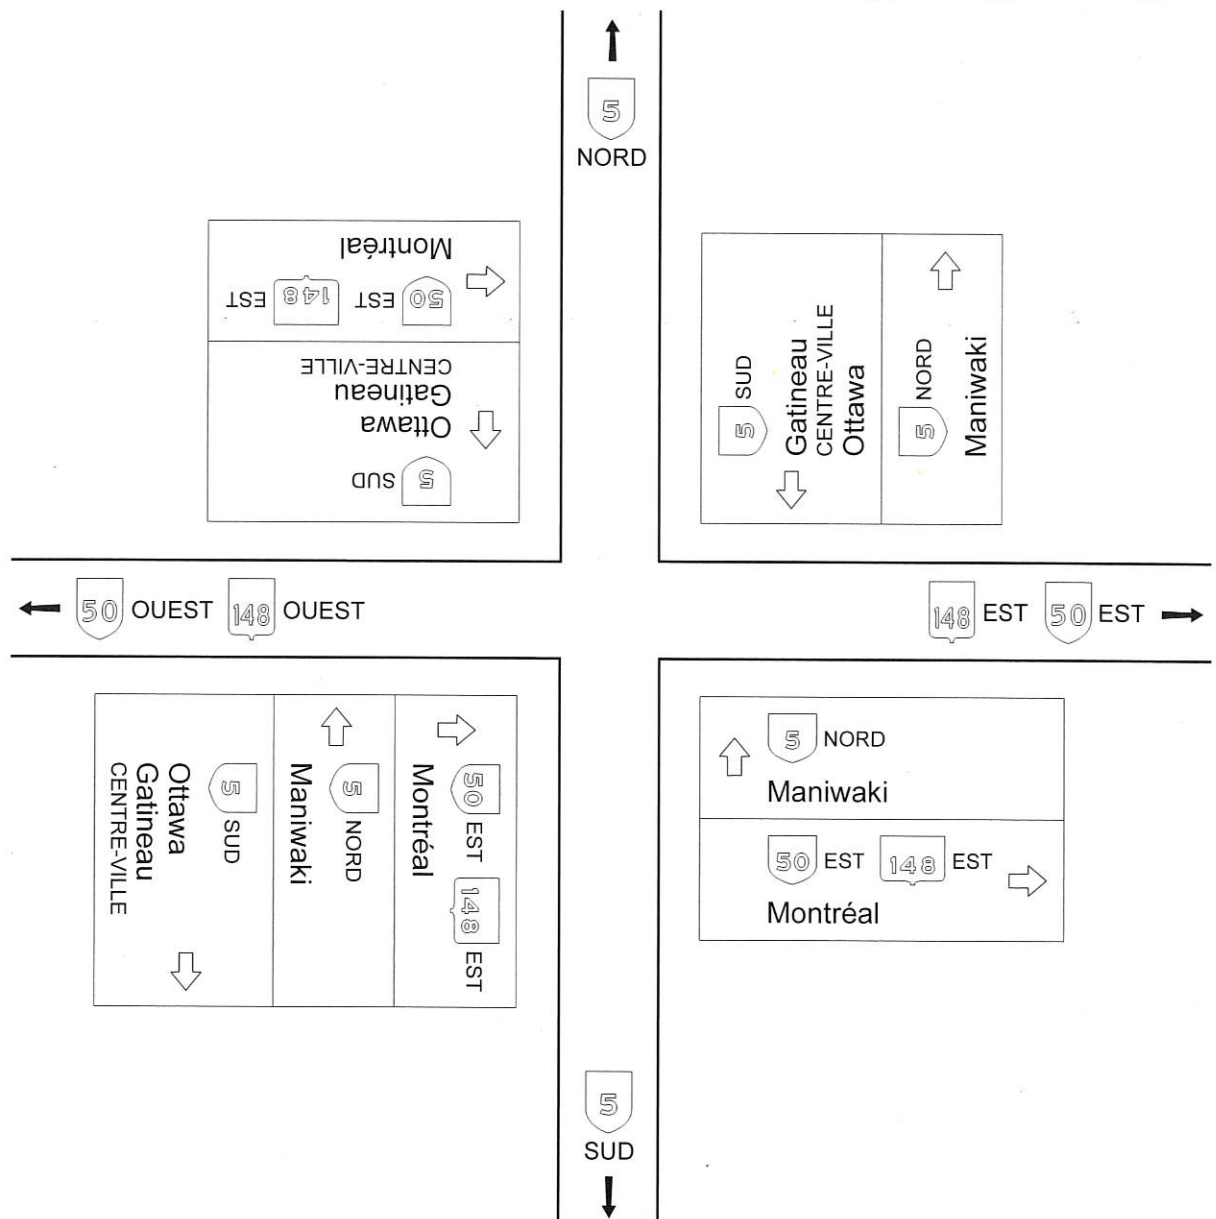 5
NORD
Montréal
50 EST 148 EST
5 SUD
Ottawa
Gatineau
CENTRE-VILLE
5 SUD
Gatineau
CENTRE-VILLE
Ottawa
5 NORD
Maniwaki
50 OUEST 148 OUEST
148 EST 50 EST
50 EST 148 EST
Montréal
5 NORD
Maniwaki
5 SUD
Ottawa
Gatineau
CENTRE-VILLE
5 NORD
Maniwaki
50 EST 148 EST
Montréal
5
SUD